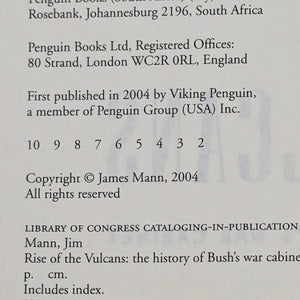 Rosebank, Johannesburg 2196, South Africa
Penguin Books Ltd, Registered Offices:
80 Strand, London WC2R 0RL, England
First published in 2004 by Viking Penguin,
a member of Penguin Group (USA) Inc.
10 9 8 7 6 5 4 3 2
Copyright © James Mann, 2004
All rights reserved
LIBRARY OF CONGRESS CATALOGING-IN-PUBLICATION
Mann, Jim
Rise of the Vulcans: the history of Bush's war cabine
p. cm.
Includes index.